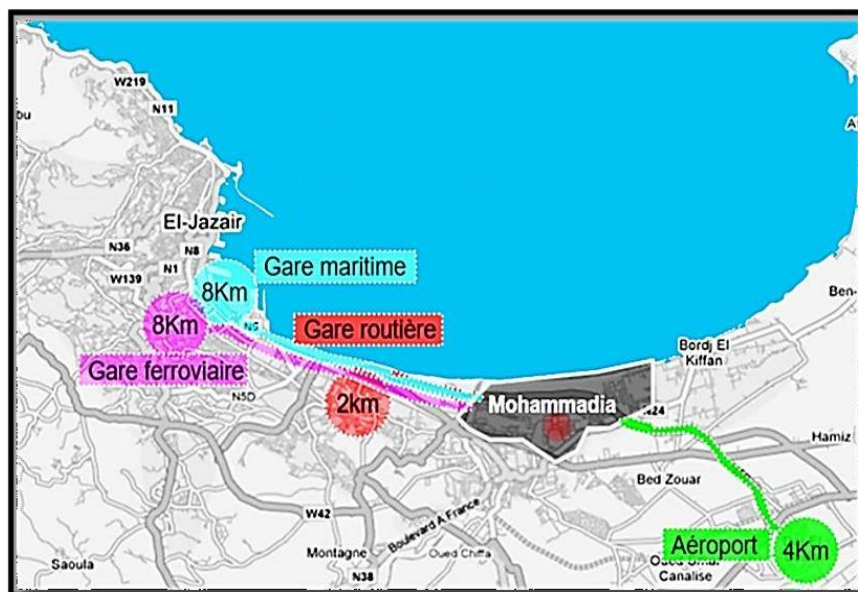 W219
N11
bu
El-Jazair
N36
N8
N1
W139
Gare maritime
8Km
8Km
N5
Gare routière
Gare ferroviaire
Bordj El
Kiffan
Ben-
N5D
2km
Mohammadia
N24
Hamiz
Bed Zouar
W42
Boulevard A France
Montagne
Oued Chiffa
Saoula
N38
Aéroport
4Km
Canalise